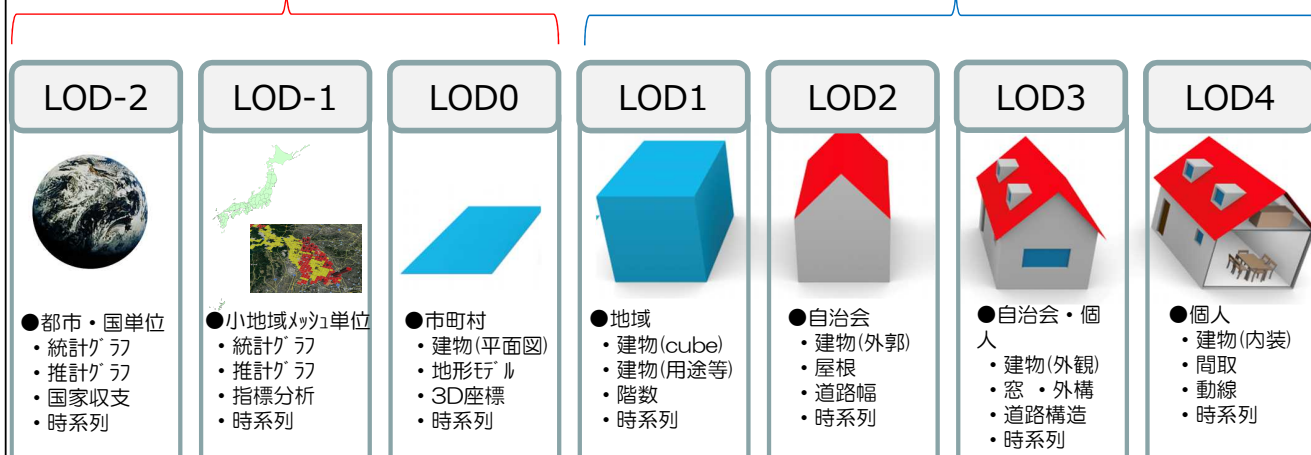 LOD-2
●都市・国単位
・統計ｸﾞﾗﾌ
・推計ｸﾞﾗﾌ
・国家収支
・時系列
LOD-1
●小地域ﾒｯｼｭ単位
・統計ｸﾞﾗﾌ
・推計ｸﾞﾗﾌ
・指標分析
・時系列
LOD0
●市町村
・建物(平面図)
・地形ﾓﾃﾞﾙ
・3D座標
・時系列
LOD1
●地域
・建物(cube)
・建物(用途等)
・階数
・時系列
LOD2
●自治会
・建物(外郭)
・屋根
・道路幅
・時系列
LOD3
●自治会・個
人
・建物(外観)
・窓 ・外構
・道路構造
・時系列
LOD4
●個人
・建物(内装)
・間取
・動線
・時系列